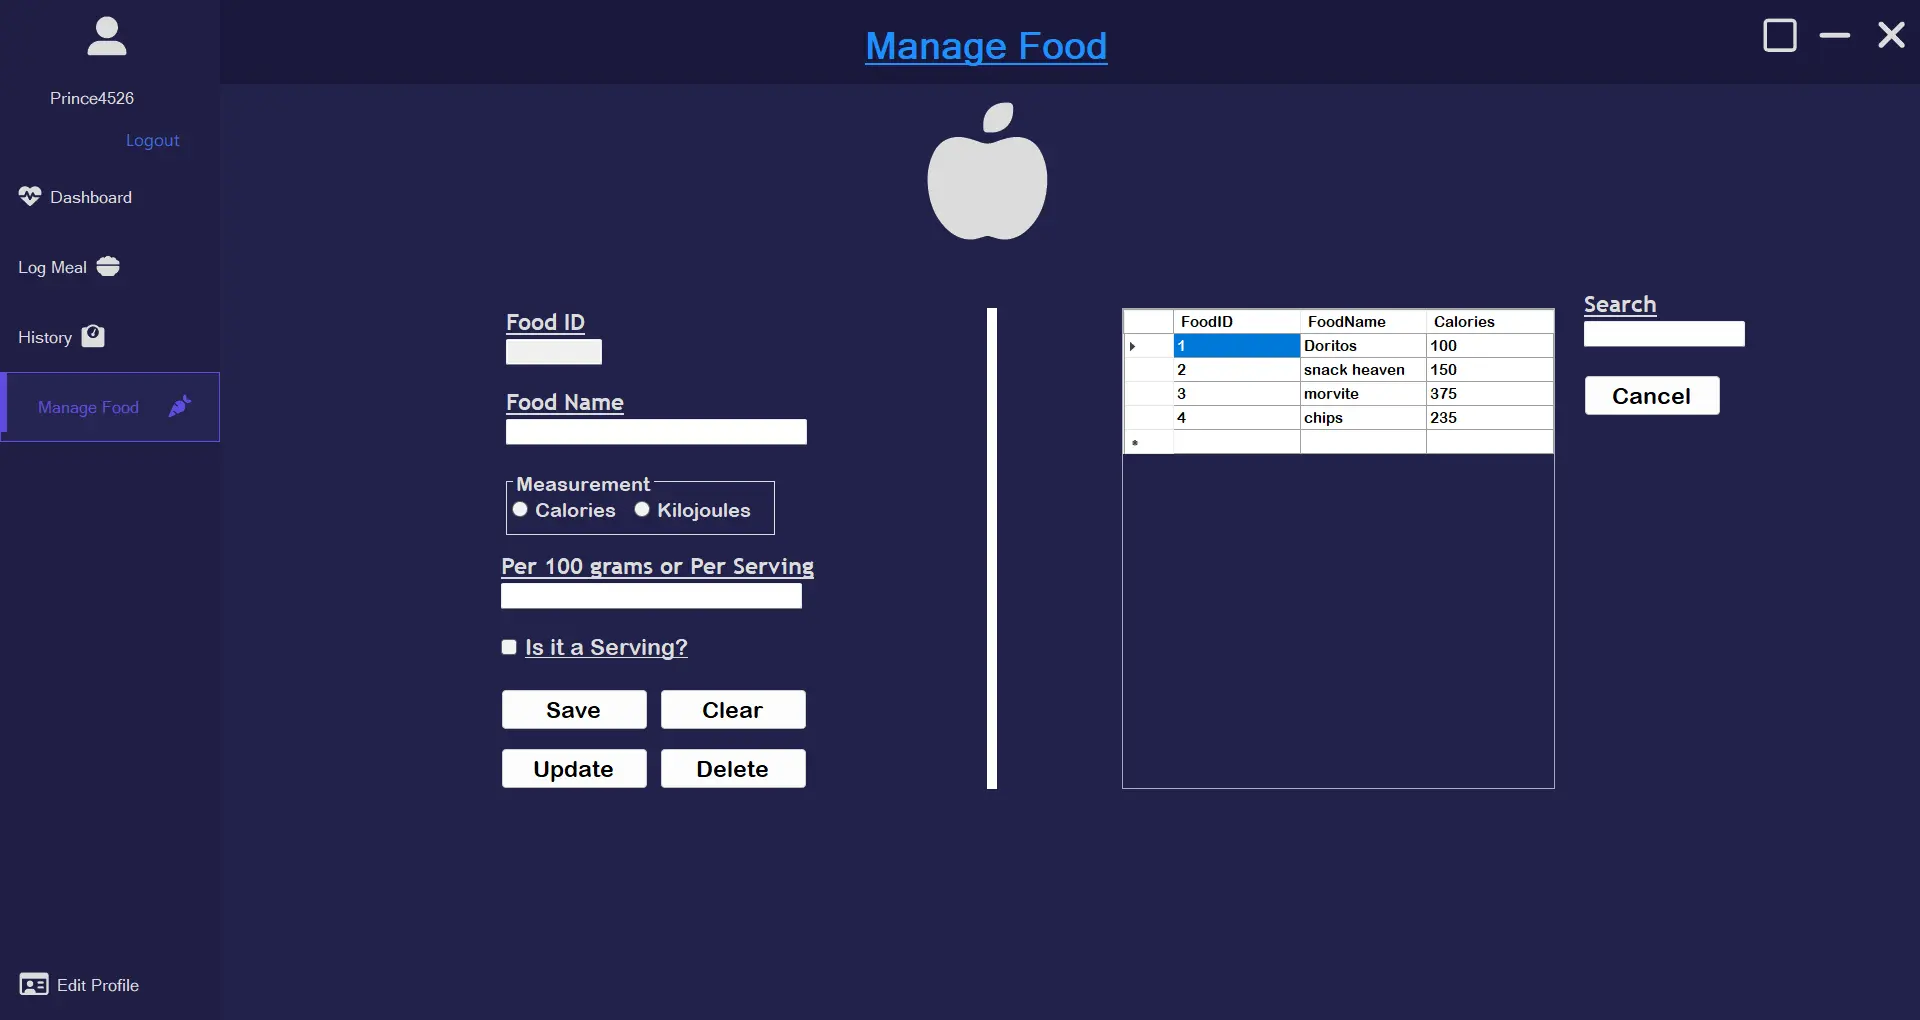 Manage Food
Prince4526
Logout
Dashboard
Log Meal
History
Manage Food
Edit Profile
Food ID
Food Name
Measurement
Calories Kilojoules
Per 100 grams or Per Serving
Is it a Serving?
Save Clear
Update Delete
FoodID FoodName Calories
1 Doritos 100
2 snack heaven 150
3 morvite 375
4 chips 235
Search
Cancel